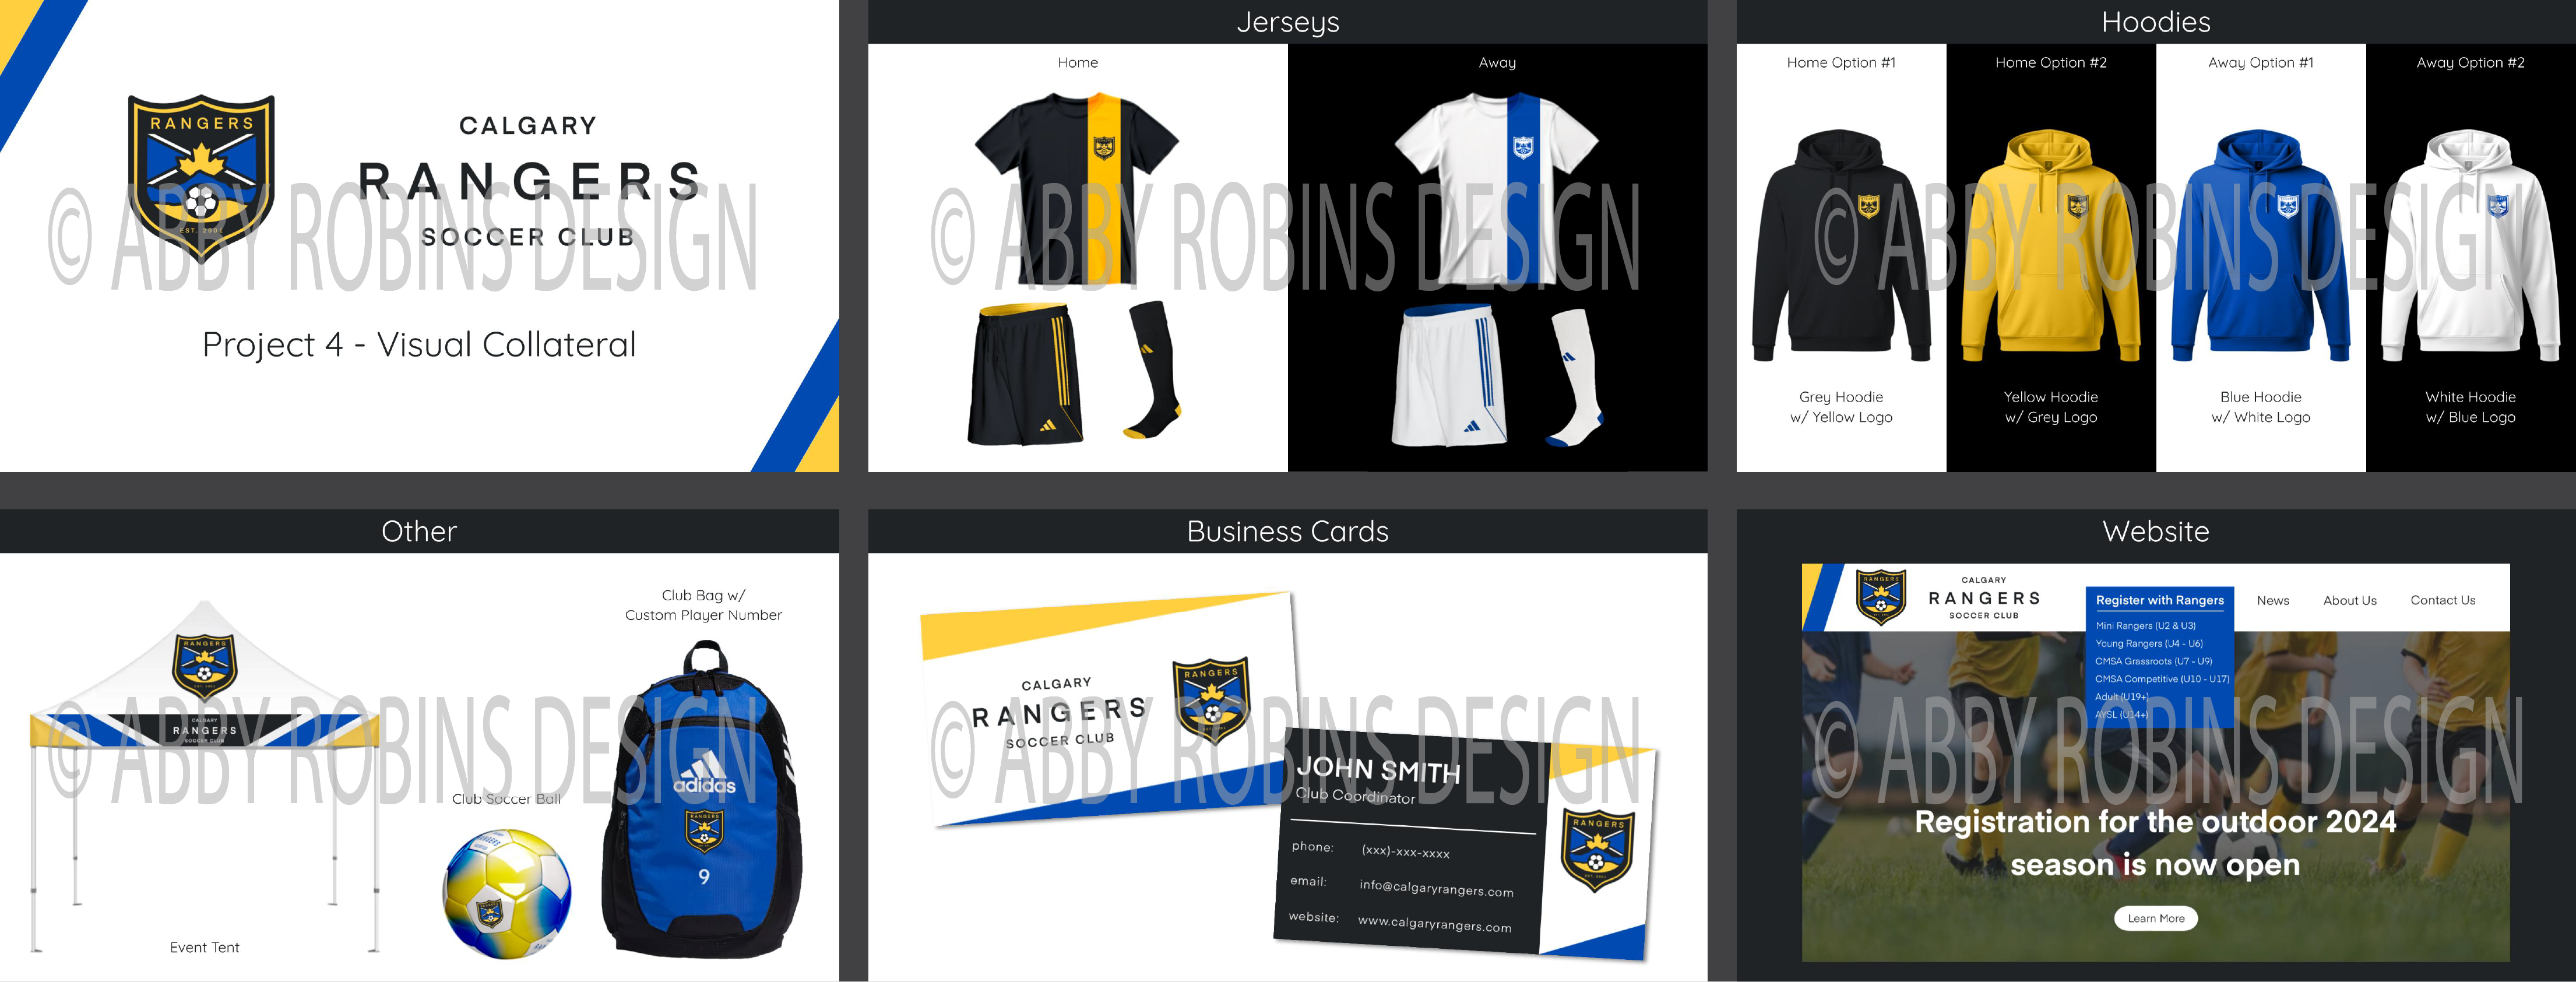 RANGERS
EST. 2001
CALGARY
RANGERS
SOCCER CLUB
Project 4 - Visual Collateral
© ABBY ROBINS DESIGN
Jerseys
Home
Away
© ABBY ROBINS DESIGN
Hoodies
Home Option #1
Home Option #2
Away Option #1
Away Option #2
Grey Hoodie
w/ Yellow Logo
Yellow Hoodie
w/ Grey Logo
Blue Hoodie
w/ White Logo
White Hoodie
w/ Blue Logo
© ABBY ROBINS DESIGN
Other
Club Bag w/
Custom Player Number
RANGERS
CALGARY
RANGERS
SOCCER CLUB
Event Tent
Club Soccer Ball
adidas
RANGERS
9
© ABBY ROBINS DESIGN
Business Cards
CALGARY
RANGERS
SOCCER CLUB
RANGERS
JOHN SMITH
Club Coordinator
phone: (xxx)-xxx-xxxx
email: info@calgaryrangers.com
website: www.calgaryrangers.com
RANGERS
EST. 2001
© ABBY ROBINS DESIGN
Website
RANGERS
CALGARY
RANGERS
SOCCER CLUB
Register with Rangers
News
About Us
Contact Us
Mini Rangers (U2 & U3)
Young Rangers (U4 - U6)
CMSA Grassroots (U7 - U9)
CMSA Competitive (U10 - U17)
Adult (U19+)
AYSL (U14+)
Registration for the outdoor 2024
season is now open
Learn More
© ABBY ROBINS DESIGN